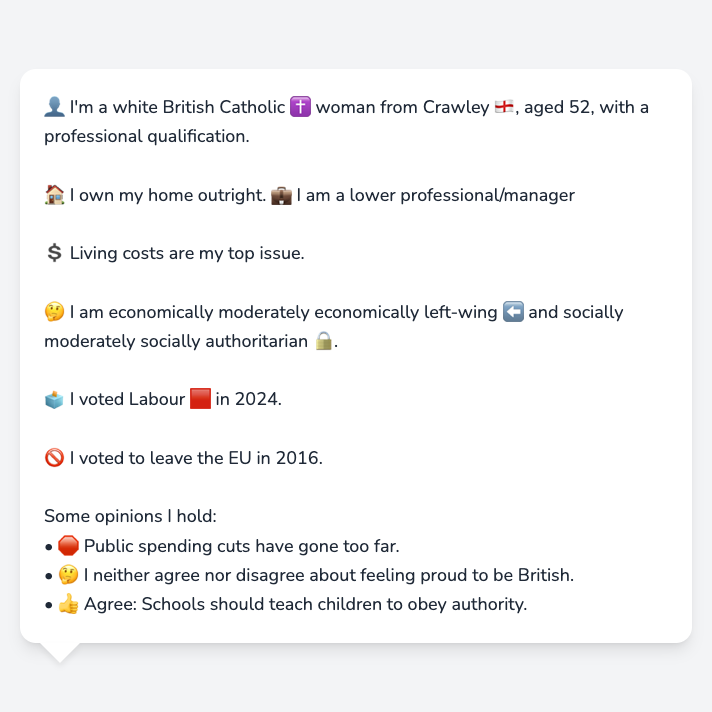 👤 I'm a white British Catholic ✝️ woman from Crawley 🏴󠁧󠁢󠁥󠁮󠁧󠁿, aged 52, with a
professional qualification.
🏠 I own my home outright. 💼 I am a lower professional/manager
💲 Living costs are my top issue.
🤔 I am economically moderately economically left-wing ⬅️ and socially
moderately socially authoritarian 🔒.
🗳️ I voted Labour 🟥 in 2024.
🚫 I voted to leave the EU in 2016.
Some opinions I hold:
• 🛑 Public spending cuts have gone too far.
• 🤔 I neither agree nor disagree about feeling proud to be British.
• 👍 Agree: Schools should teach children to obey authority.